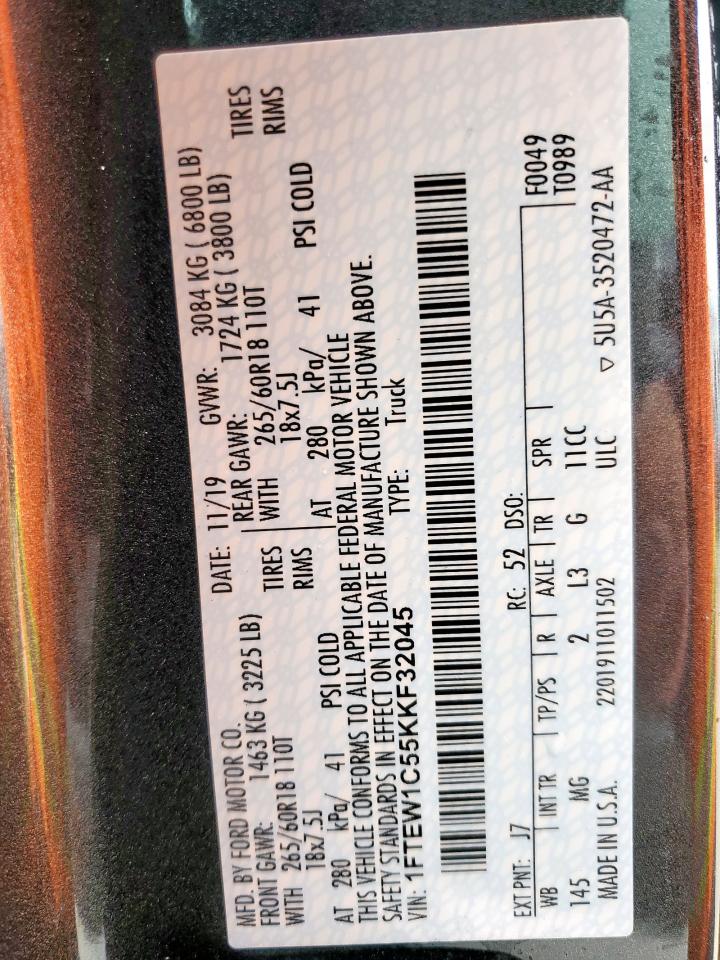 MFD. BY FORD MOTOR CO. DATE: 11/19 GVWR: 3084 KG ( 6800 LB)
FRONT GAWR: 1463 KG ( 3225 LB) REAR GAWR: 1724 KG ( 3800 LB)
WITH 265/60R18 110T TIRES WITH 265/60R18 110T TIRES
18x7.5J RIMS 18x7.5J RIMS
AT 280 kPa/ 41 PSI COLD AT 280 kPa/ 41 PSI COLD
THIS VEHICLE CONFORMS TO ALL APPLICABLE FEDERAL MOTOR VEHICLE
SAFETY STANDARDS IN EFFECT ON THE DATE OF MANUFACTURE SHOWN ABOVE.
VIN: 1FTEW1C55KKF32045 TYPE: Truck
EXT PNT: J7 RC: 52 DSO: F0049
WB INT TR TP/PS R AXLE TR SPR T0989
145 MG 2 L3 G 11CC
ULC
MADE IN U.S.A. 2201911011502 ▽ 5U5A-3520472-AA